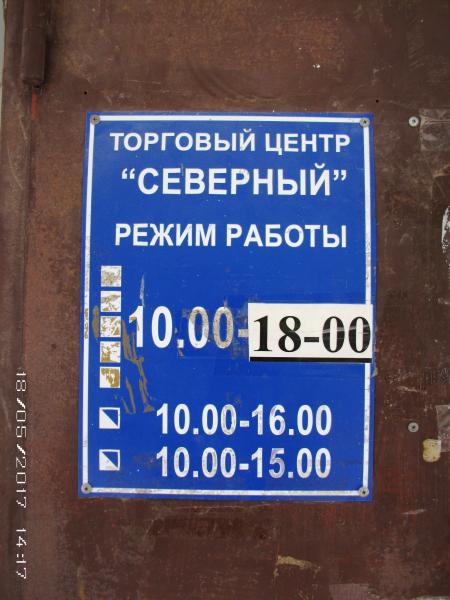 ТОРГОВЫЙ ЦЕНТР
"СЕВЕРНЫЙ"
РЕЖИМ РАБОТЫ
10.00-18-00
10.00-16.00
10.00-15.00
18/05/2017 14:17